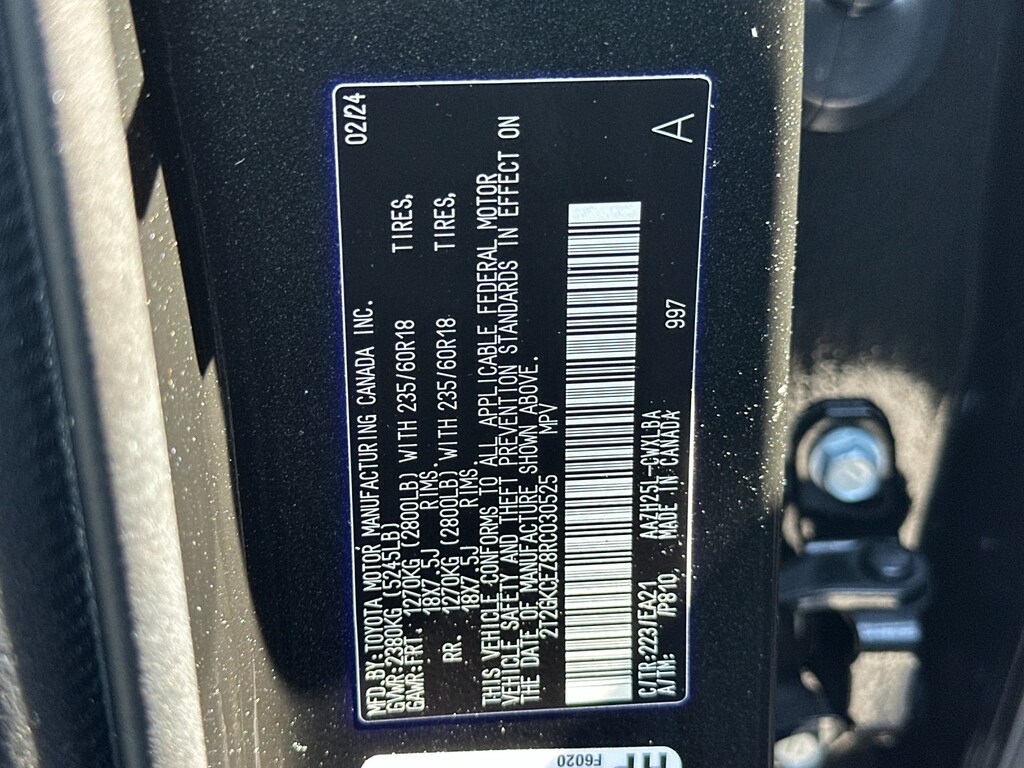 MFD.BY:TOYOTA MOTOR MANUFACTURING CANADA INC. 02/24
GVWR:2380KG (5245LB)
GAWR:FRT. 1270KG (2800LB) WITH 235/60R18 TIRES,
18X7.5J RIMS.
RR. 1270KG (2800LB) WITH 235/60R18 TIRES,
18X7.5J RIMS.
THIS VEHICLE CONFORMS TO ALL APPLICABLE FEDERAL MOTOR
VEHICLE SAFETY AND THEFT PREVENTION STANDARDS IN EFFECT ON
THE DATE OF MANUFACTURE SHOWN ABOVE.
2T2GKCEZ8RC030525 MPV
C/TR:223/EA21 AAZH25L-CWXLBA 997
A/TM: /P810, MADE IN CANADA A
F6020